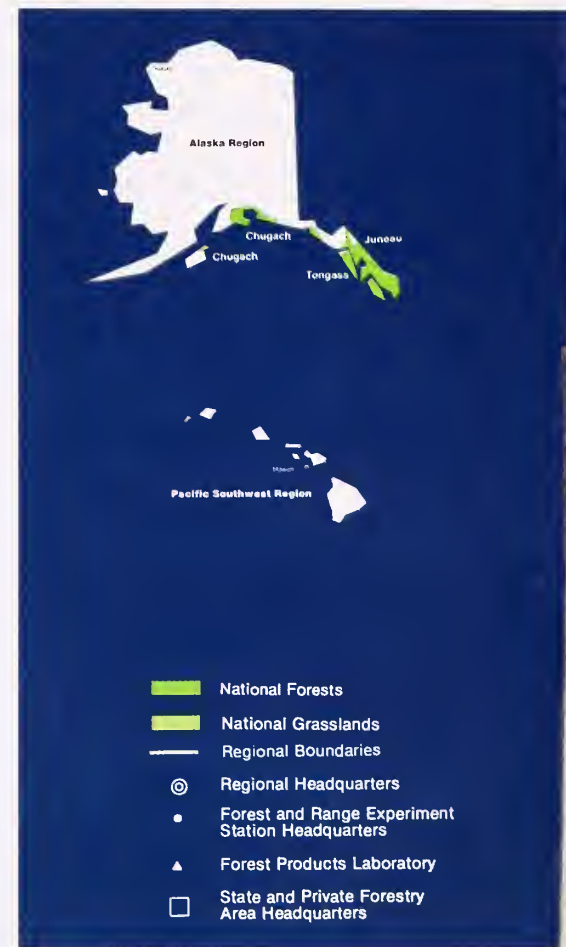 Alaska Region
Chugach
Juneau
Chugach
Tongass
Pacific Southwest Region
National Forests
National Grasslands
Regional Boundaries
Regional Headquarters
Forest and Range Experiment
Station Headquarters
Forest Products Laboratory
State and Private Forestry
Area Headquarters